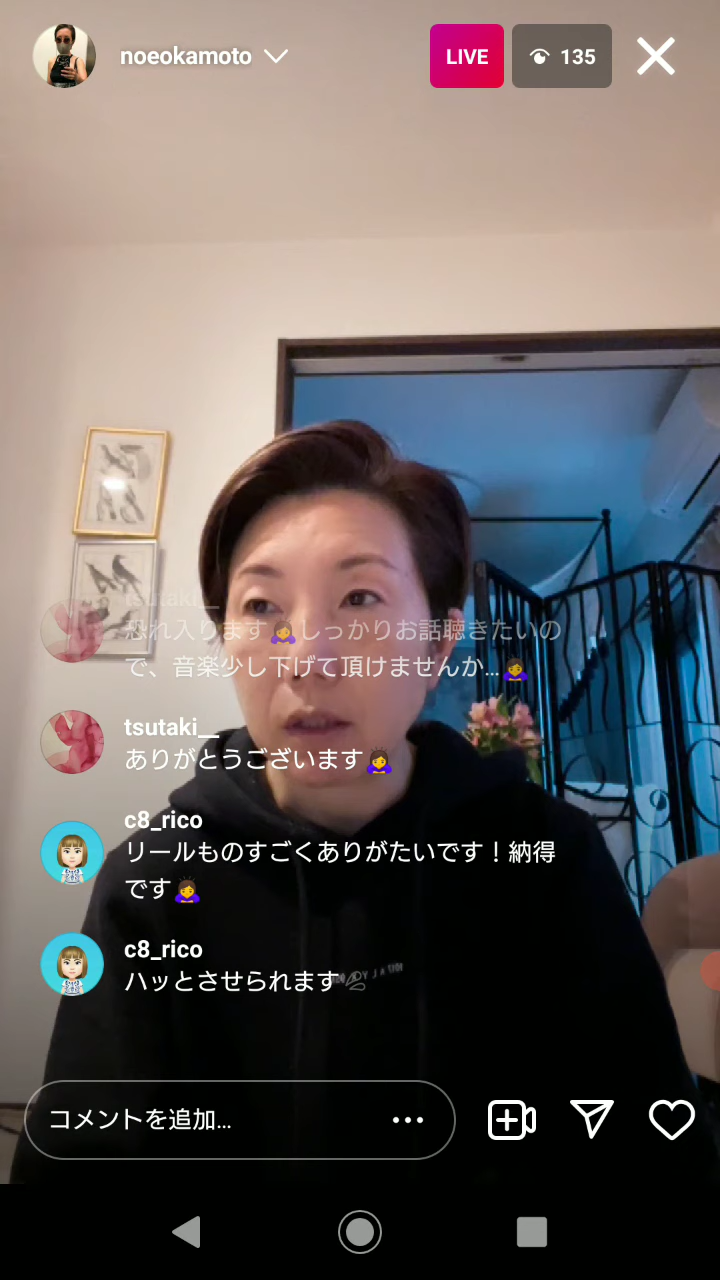 noeokamoto
LIVE
135
tsutaki__
恐れ入ります🙇‍♀️しっかりお話聴きたいの
で、音楽少し下げて頂けませんか...🙇‍♀️
tsutaki__
ありがとうございます🙇‍♀️
c8_rico
リールものすごくありがたいです！納得
です🙇‍♀️
c8_rico
ハッとさせられます
コメントを追加...